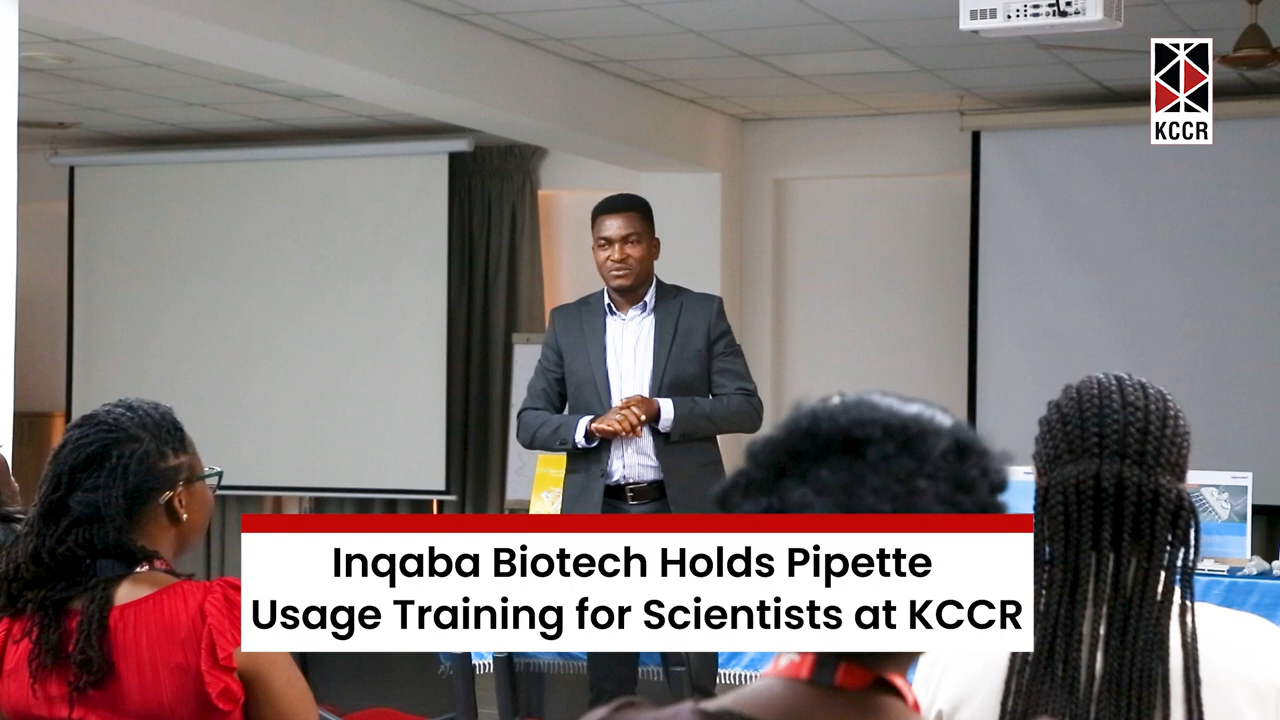 KCCR
Inqaba Biotech Holds Pipette
Usage Training for Scientists at KCCR